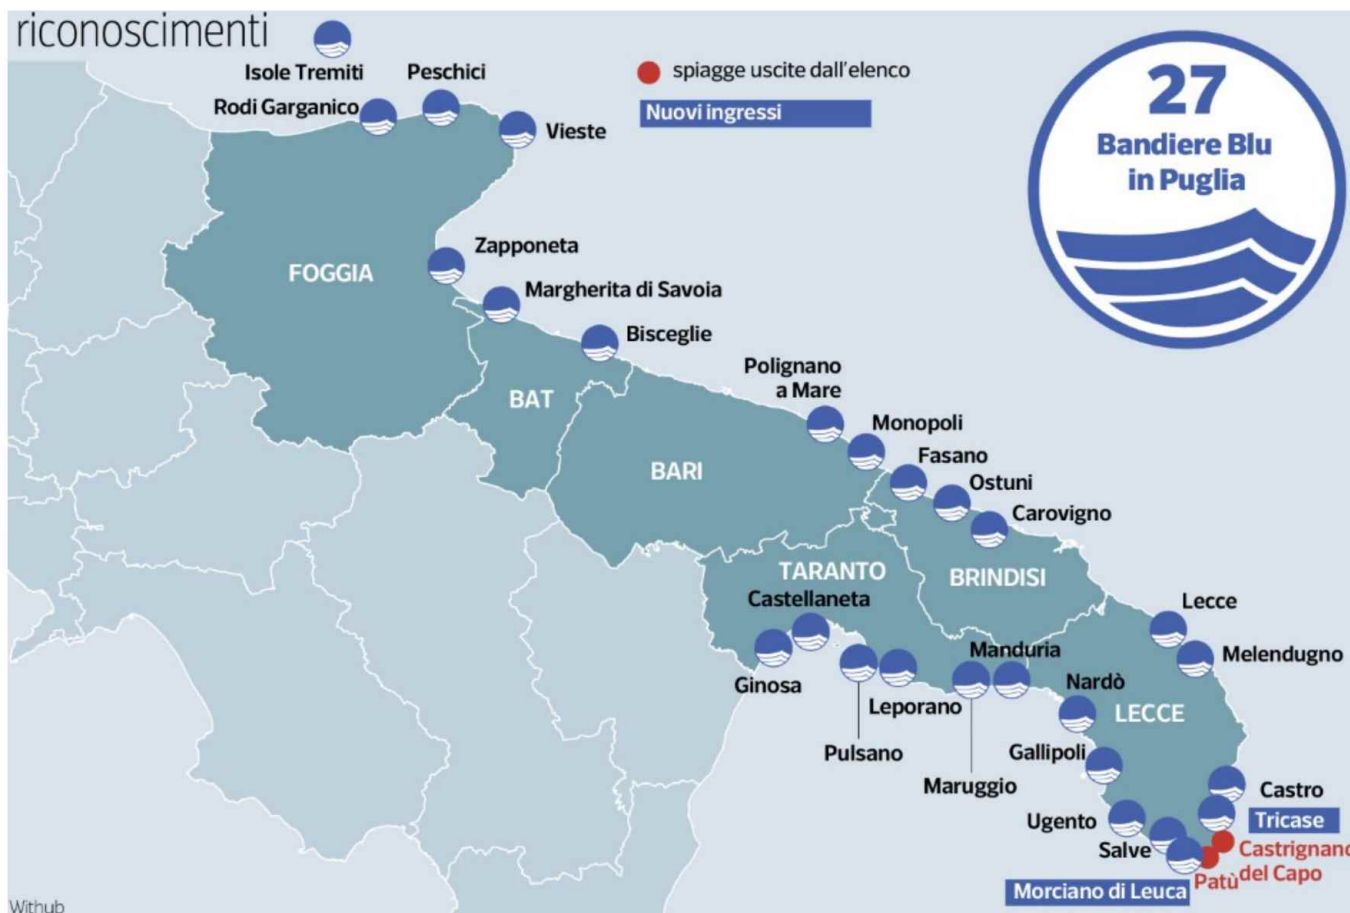 riconoscimenti
Isole Tremiti
Peschici
Rodi Garganico
Vieste
spiagge uscite dall'elenco
Nuovi ingressi
27
Bandiere Blu
in Puglia
Zapponeta
FOGGIA
Margherita di Savoia
Bisceglie
BAT
Polignano
a Mare
Monopoli
BARI
Fasano
Ostuni
Carovigno
TARANTO
BRINDISI
Castellaneta
Lecce
Ginosa
Manduria
Melendugno
Leporano
Nardò
LECCE
Pulsano
Gallipoli
Maruggio
Castro
Ugento
Tricase
Salve
Castrignano
del Capo
Patù
Morciano di Leuca
Withub